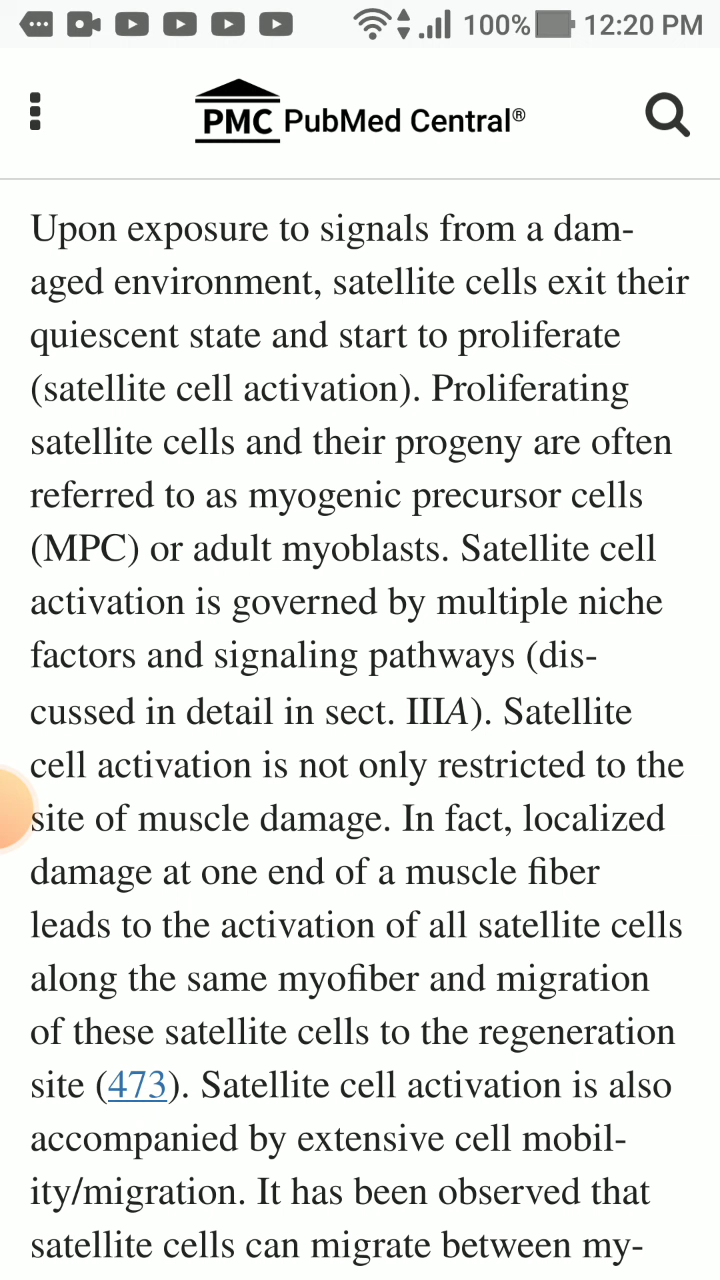 100% 12:20 PM
PMC PubMed Central®
Upon exposure to signals from a dam-
aged environment, satellite cells exit their
quiescent state and start to proliferate
(satellite cell activation). Proliferating
satellite cells and their progeny are often
referred to as myogenic precursor cells
(MPC) or adult myoblasts. Satellite cell
activation is governed by multiple niche
factors and signaling pathways (dis-
cussed in detail in sect. IIIA). Satellite
cell activation is not only restricted to the
site of muscle damage. In fact, localized
damage at one end of a muscle fiber
leads to the activation of all satellite cells
along the same myofiber and migration
of these satellite cells to the regeneration
site (473). Satellite cell activation is also
accompanied by extensive cell mobil-
ity/migration. It has been observed that
satellite cells can migrate between my-